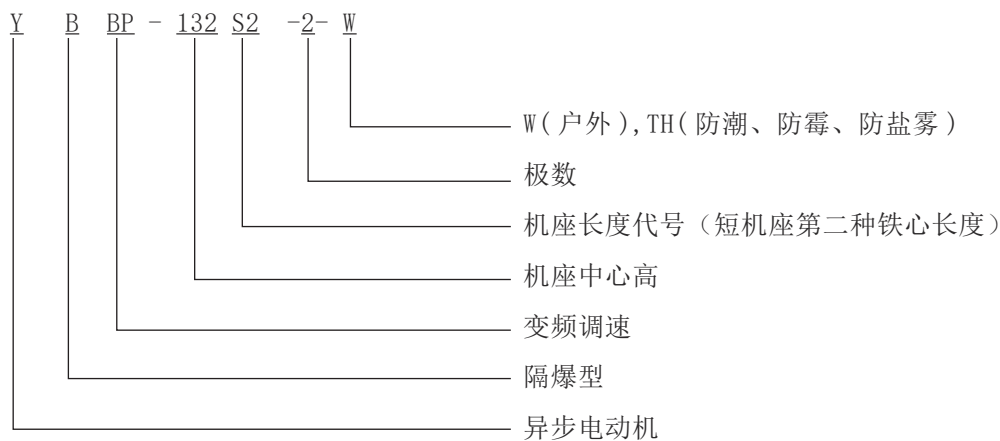 Y B BP - 132 S2 -2- W
W(户外),TH(防潮、防霉、防盐雾)
极数
机座长度代号（短机座第二种铁心长度）
机座中心高
变频调速
隔爆型
异步电动机